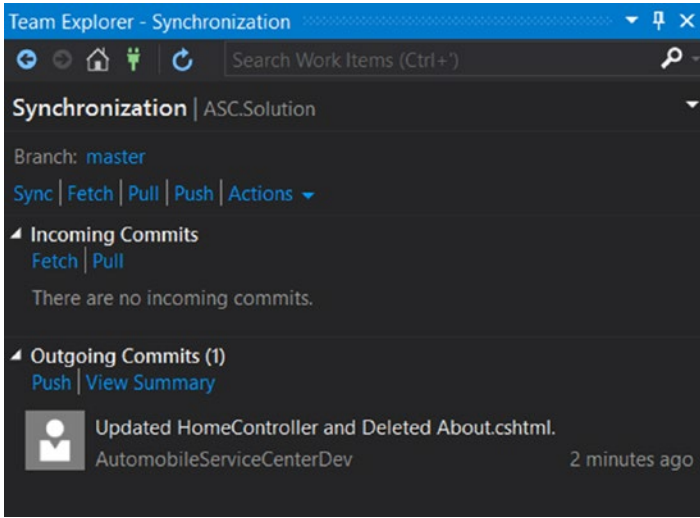 Team Explorer - Synchronization
Search Work Items (Ctrl+')
Synchronization | ASC.Solution
Branch: master
Sync | Fetch | Pull | Push | Actions
Incoming Commits
Fetch | Pull
There are no incoming commits.
Outgoing Commits (1)
Push | View Summary
Updated HomeController and Deleted About.cshtml.
AutomobileServiceCenterDev 2 minutes ago